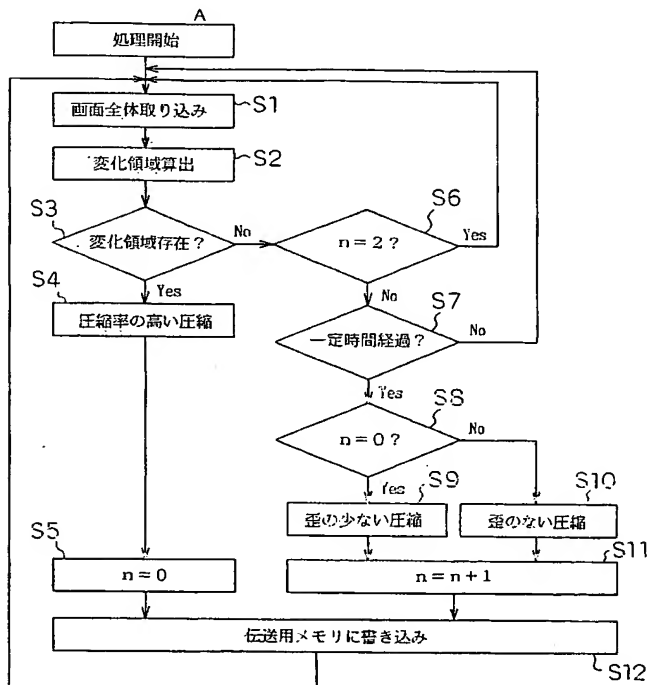 A
処理開始
画面全体取り込み
S1
変化領域算出
S2
S3
変化領域存在?
No
S6
n=2?
Yes
S4
Yes
No
圧縮率の高い圧縮
S7
一定時間経過?
No
Yes
S8
n=0?
No
Yes
S9
S10
歪の少ない圧縮
歪のない圧縮
S5
S11
n=0
n=n+1
伝送用メモリに書き込み
S12